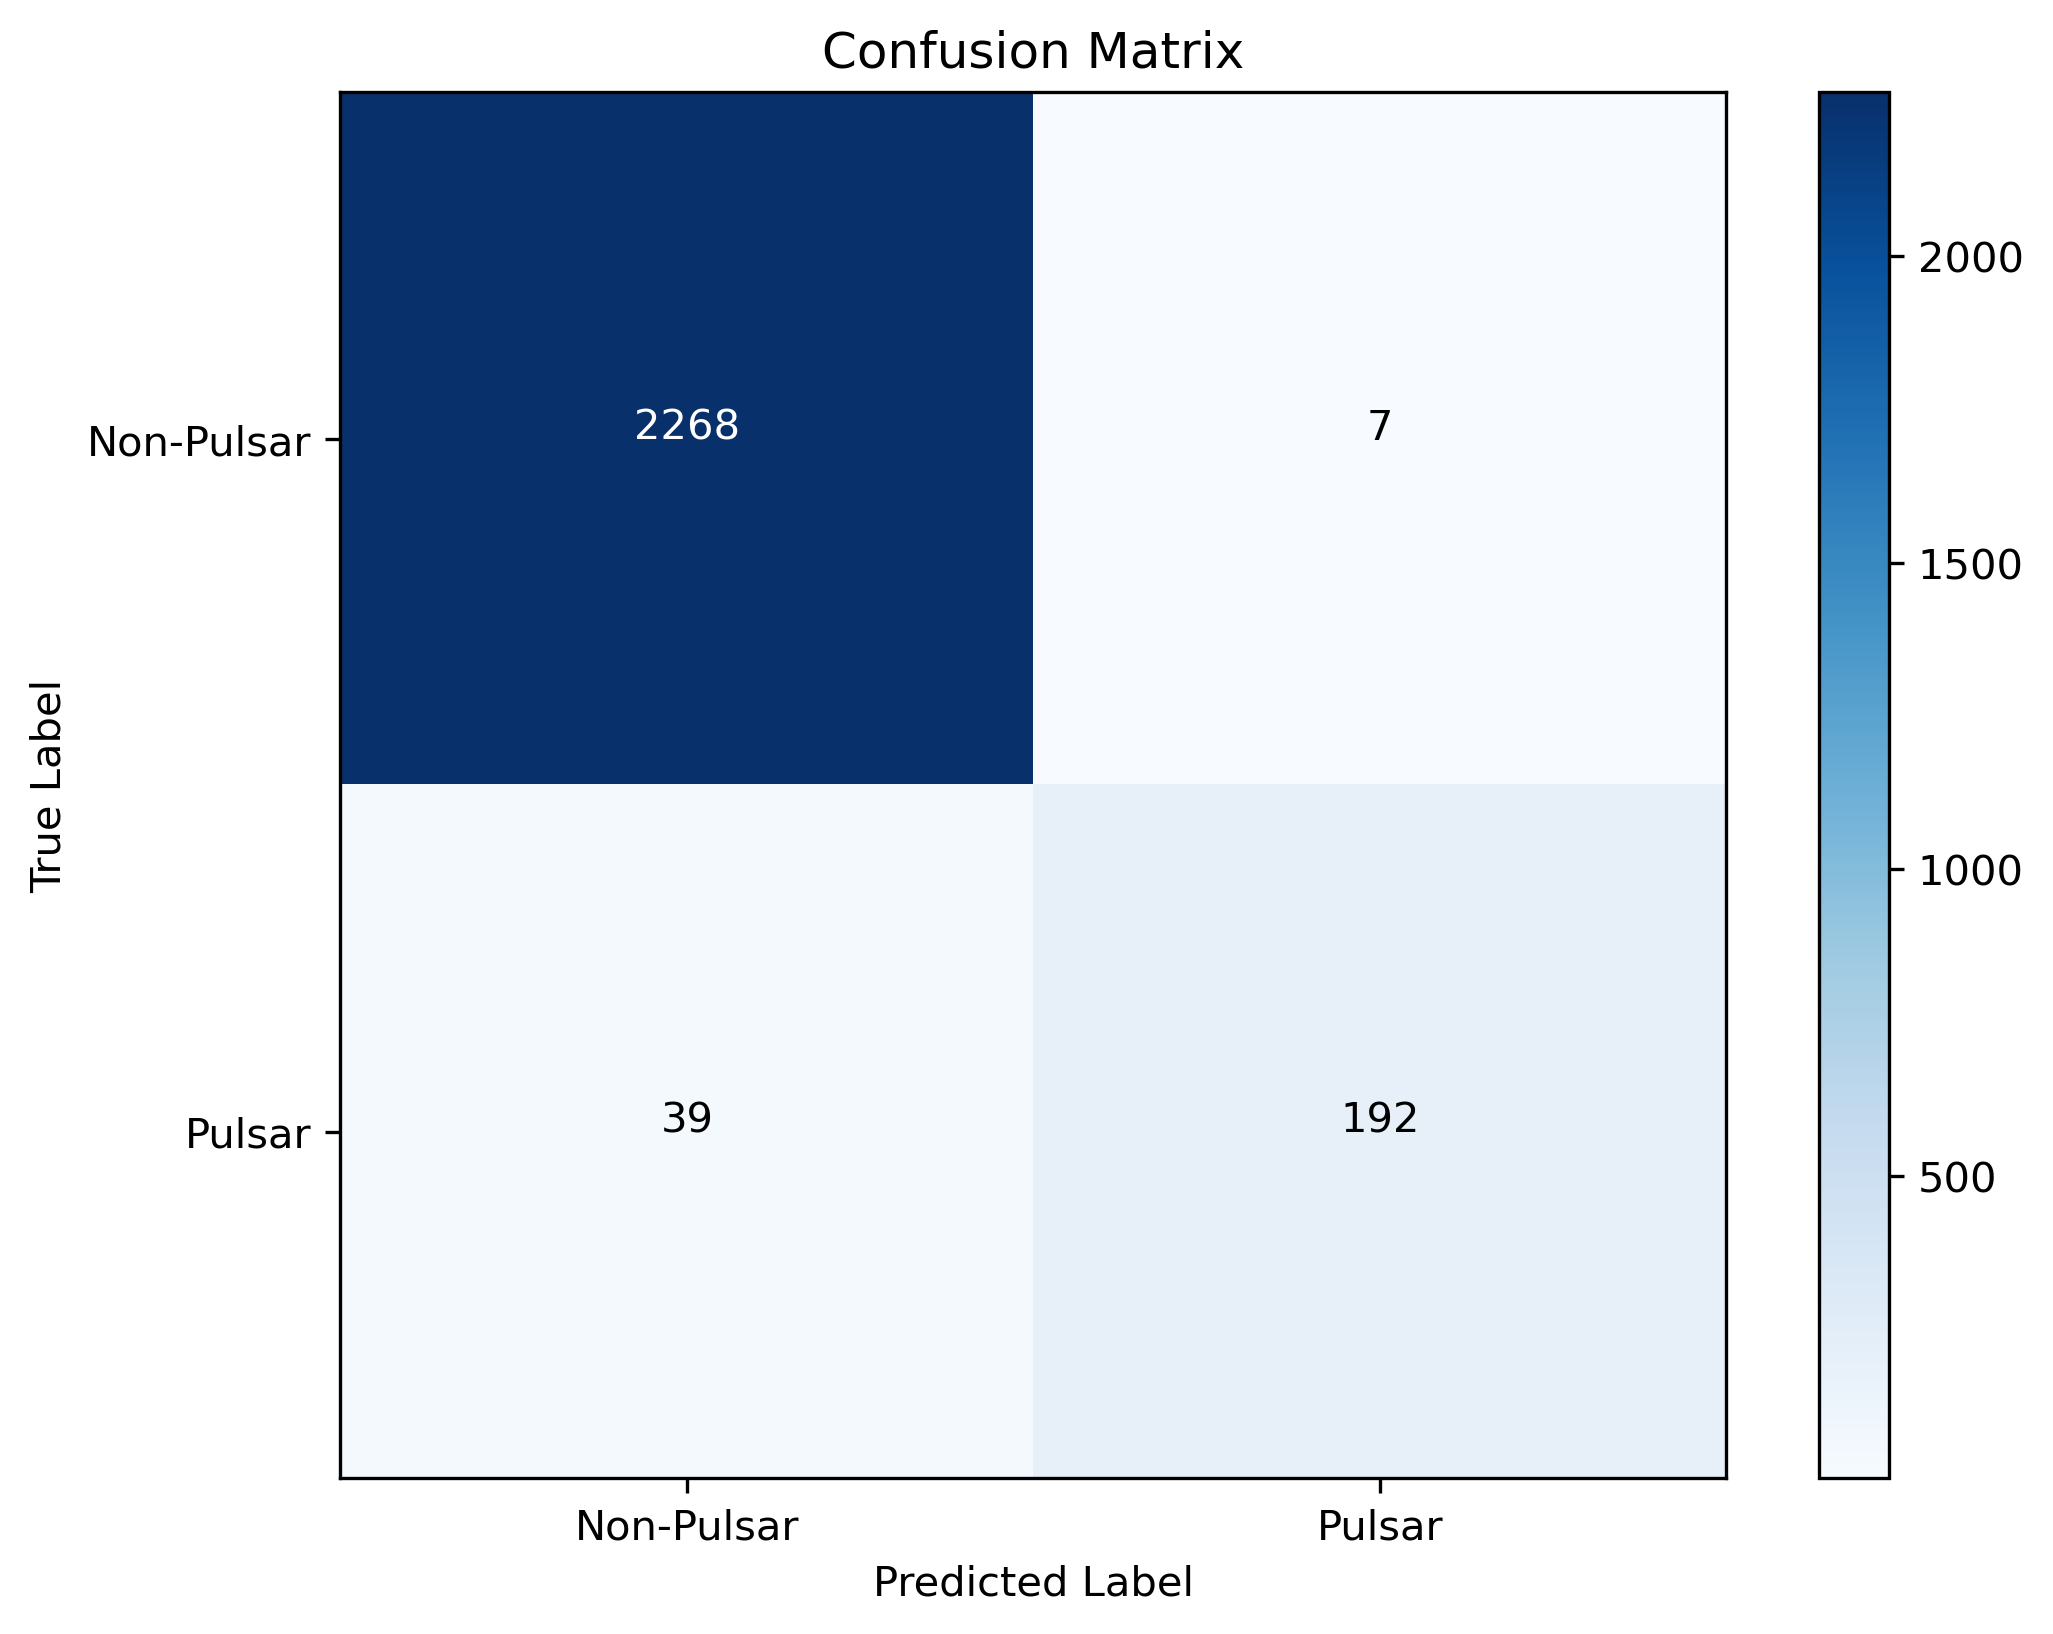 Confusion Matrix
Non-Pulsar
Pulsar
True Label
2268
7
39
192
Non-Pulsar
Pulsar
Predicted Label
2000
1500
1000
500